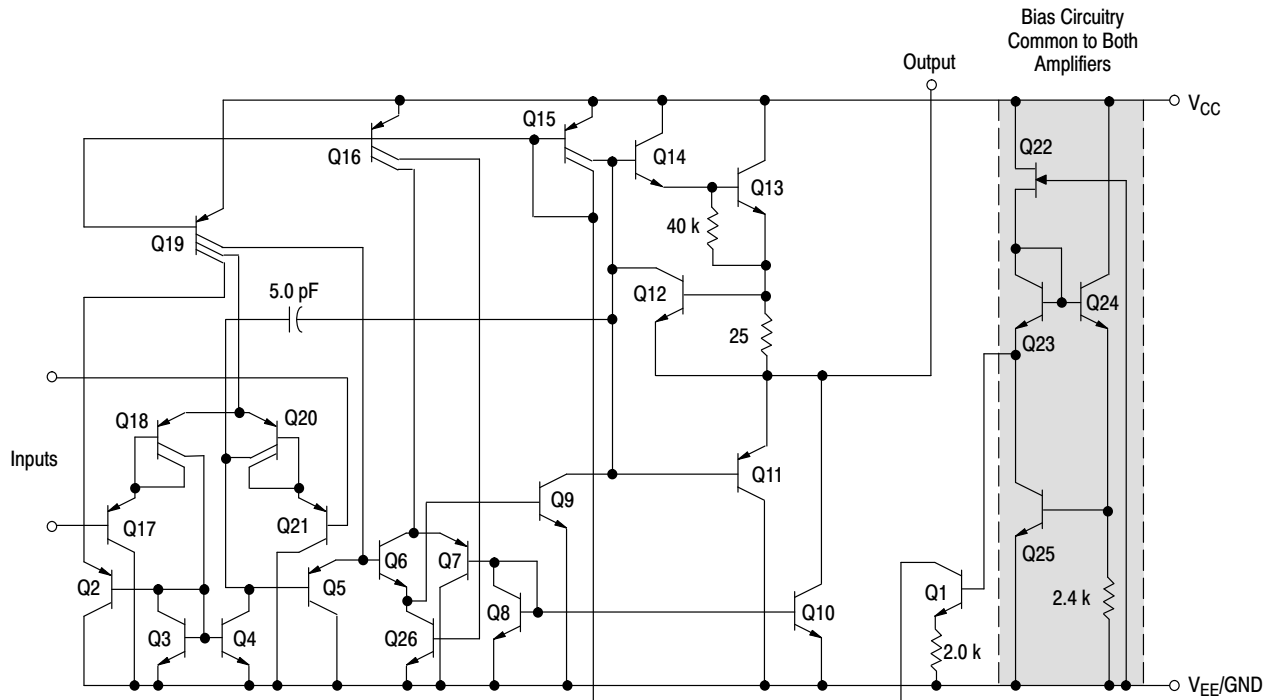 Bias Circuitry
Common to Both
Amplifiers
Output
V_CC
Q15
Q22
Q16
Q14
Q13
Q19
40 k
5.0 pF
Q12
Q24
25
Q23
Q18
Q20
Inputs
Q9
Q11
Q17
Q21
Q25
Q2
Q5
Q6
Q7
Q1
Q3
Q4
Q8
Q10
2.4 k
Q26
2.0 k
V_EE/GND